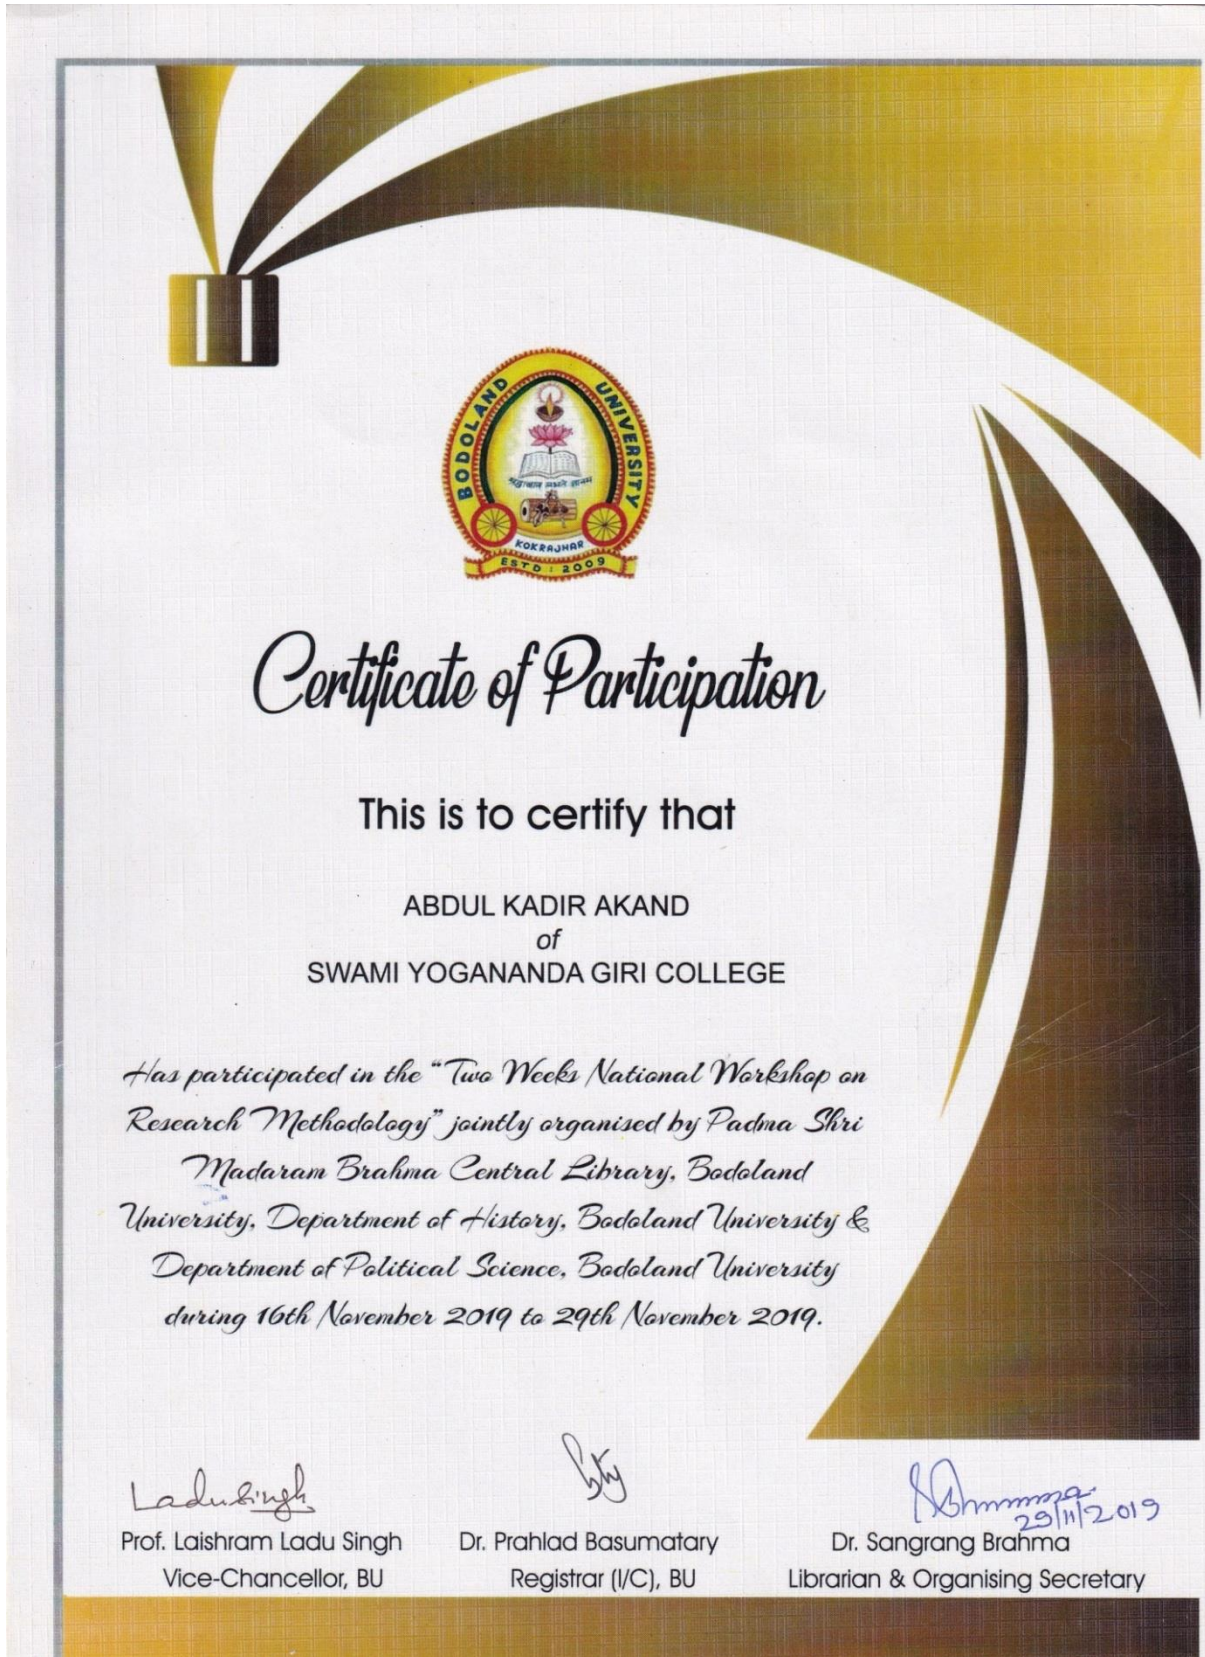 BODOLAND UNIVERSITY
KOKRAJHAR
ESTD : 2009
Certificate of Participation
This is to certify that
ABDUL KADIR AKAND
of
SWAMI YOGANANDA GIRI COLLEGE
Has participated in the "Two Weeks National Workshop on
Research Methodology" jointly organised by Padma Shri
Madaram Brahma Central Library, Bodoland
University, Department of History, Bodoland University &
Department of Political Science, Bodoland University
during 16th November 2019 to 29th November 2019.
Ladusingh
29/11/2019
Prof. Laishram Ladu Singh Dr. Prahlad Basumatary Dr. Sangrang Brahma
Vice-Chancellor, BU Registrar (I/C), BU Librarian & Organising Secretary